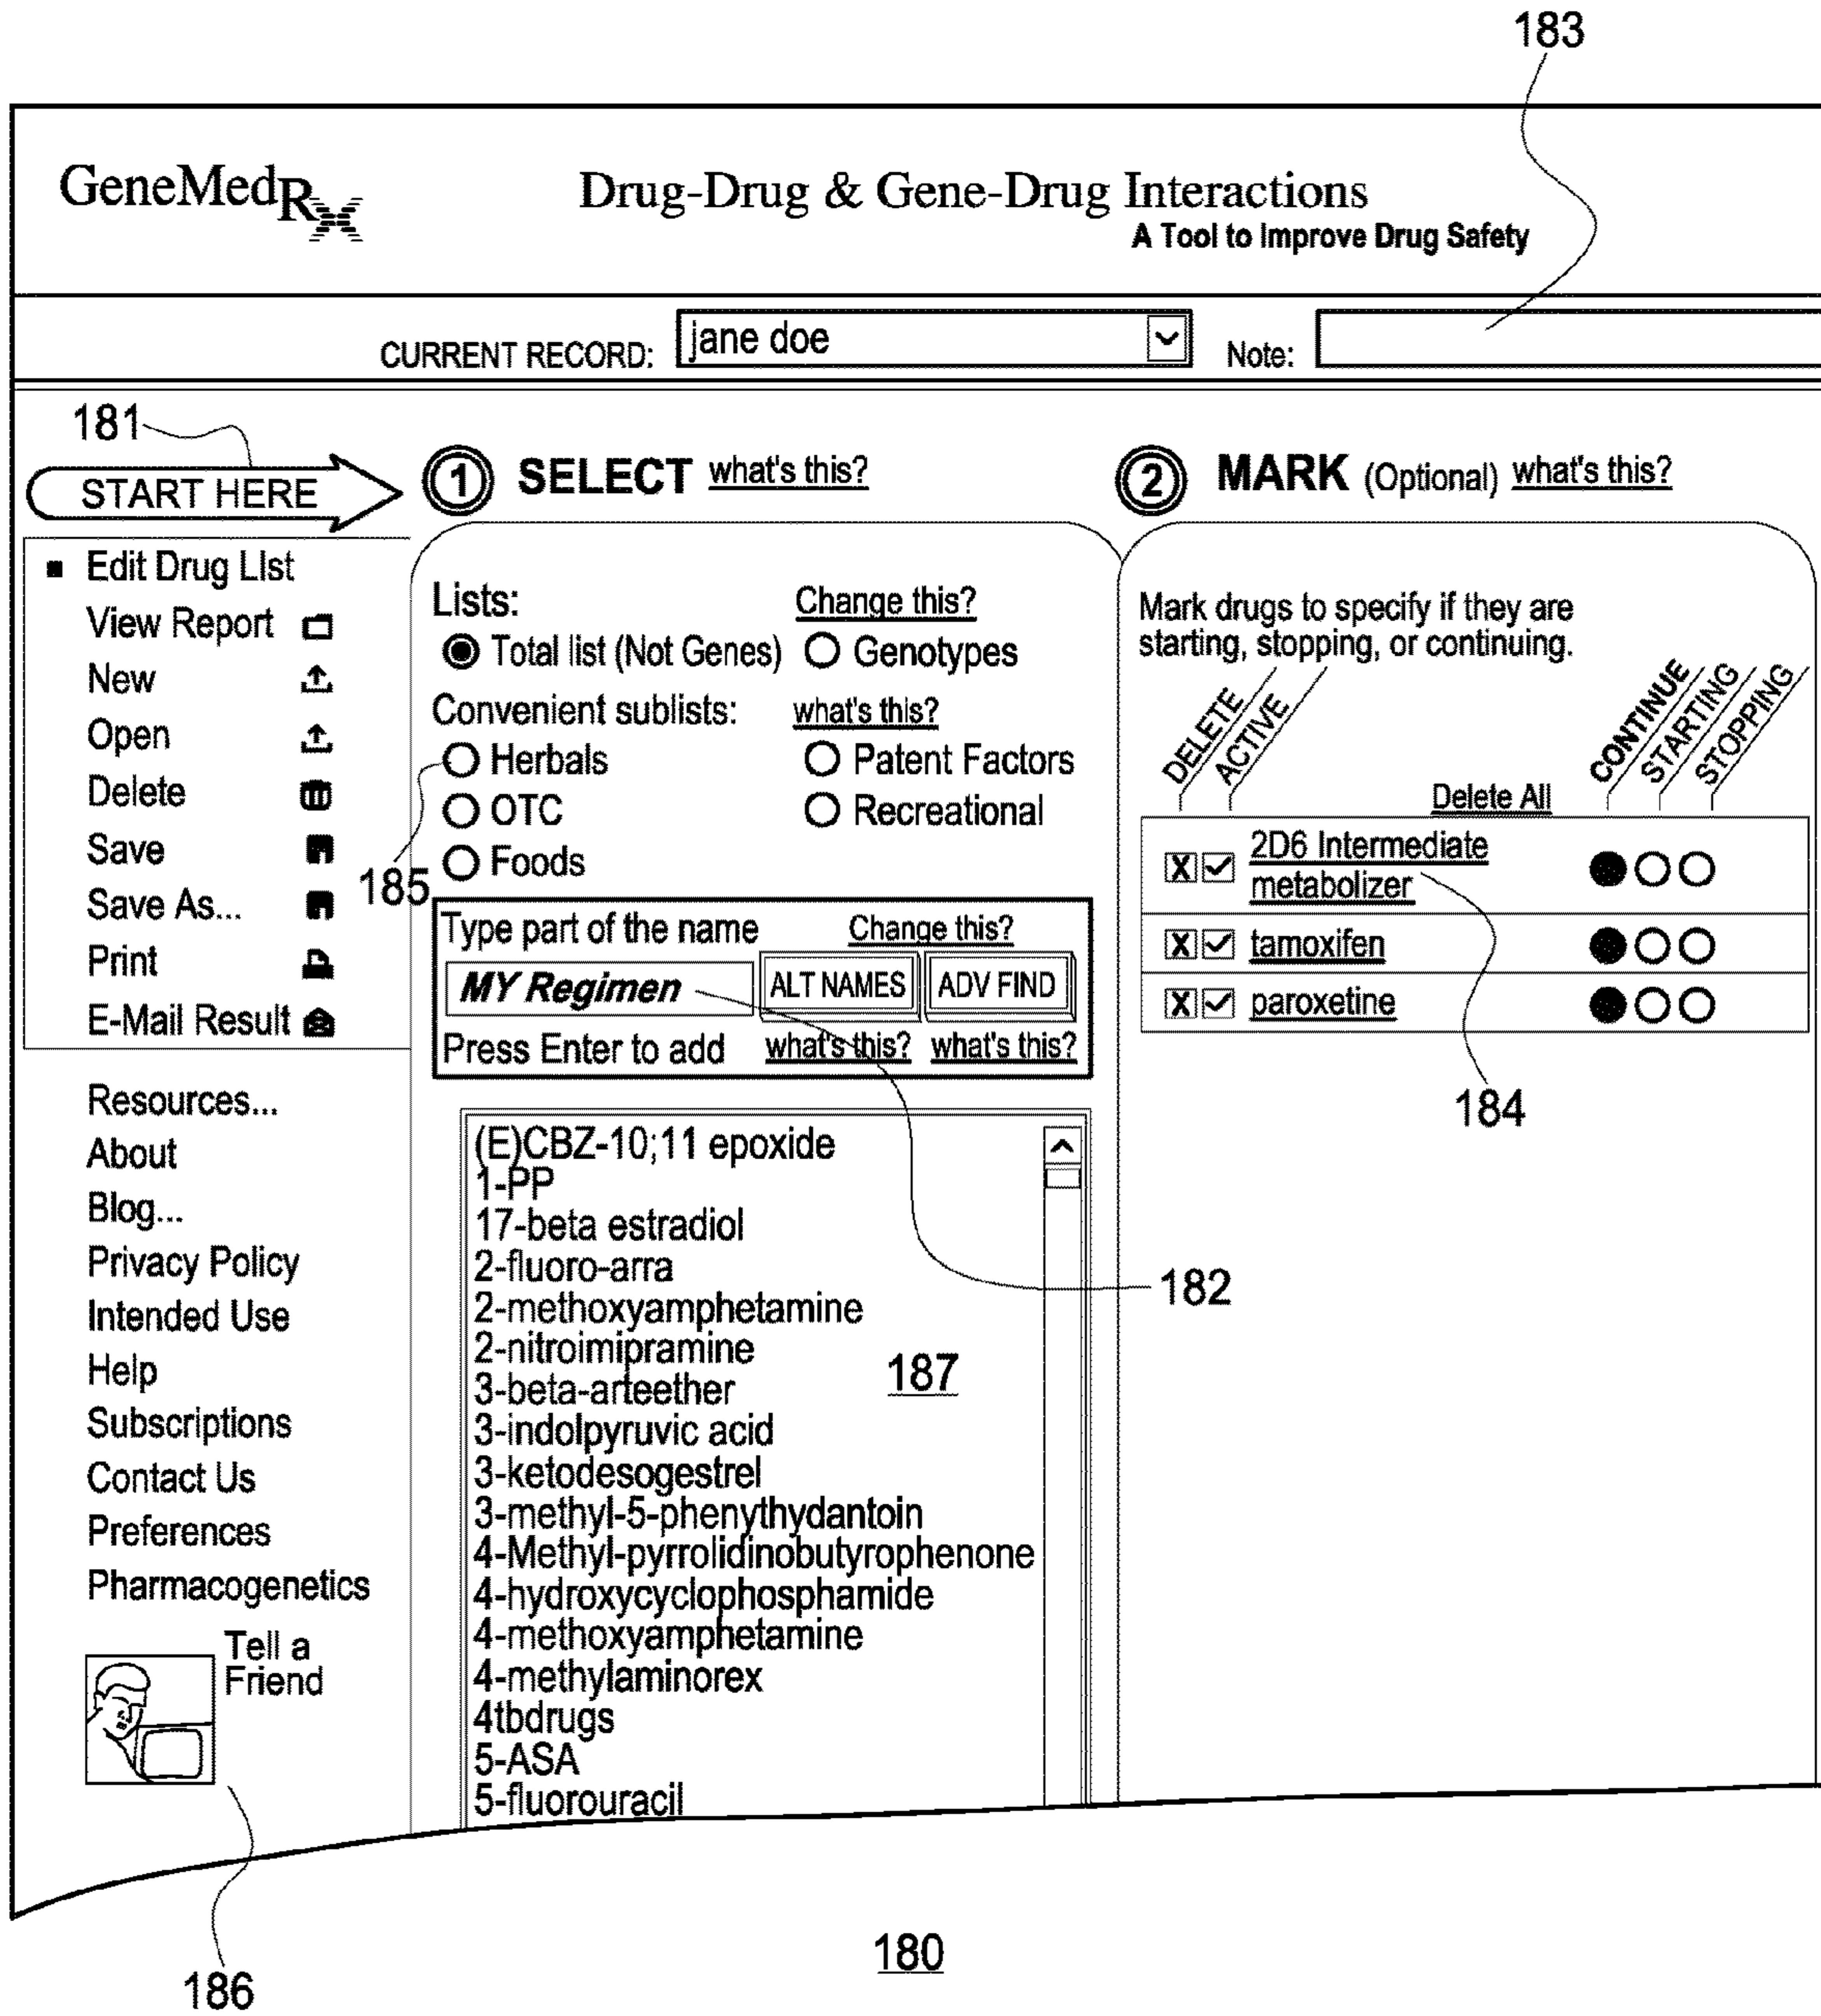 183
GeneMedRx
Drug-Drug & Gene-Drug Interactions
A Tool to Improve Drug Safety
CURRENT RECORD: jane doe Note:
181
START HERE
Edit Drug LIst
View Report
New
Open
Delete
Save
Save As...
Print
E-Mail Result
Resources...
About
Blog...
Privacy Policy
Intended Use
Help
Subscriptions
Contact Us
Preferences
Pharmacogenetics
Tell a
Friend
186
1 SELECT what's this?
Lists: Change this?
Total list (Not Genes) Genotypes
Convenient sublists: what's this?
Herbals Patent Factors
OTC Recreational
Foods
185
Type part of the name Change this?
MY Regimen ALT NAMES ADV FIND
Press Enter to add what's this? what's this?
(E)CBZ-10;11 epoxide
1-PP
17-beta estradiol
2-fluoro-arra
2-methoxyamphetamine
2-nitroimipramine
3-beta-arteether
3-indolpyruvic acid
3-ketodesogestrel
3-methyl-5-phenythydantoin
4-Methyl-pyrrolidinobutyrophenone
4-hydroxycyclophosphamide
4-methoxyamphetamine
4-methylaminorex
4tbdrugs
5-ASA
5-fluorouracil
187
182
2 MARK (Optional) what's this?
Mark drugs to specify if they are
starting, stopping, or continuing.
DELETE
ACTIVE
Delete All
CONTINUE
STARTING
STOPPING
X 2D6 Intermediate
metabolizer
X tamoxifen
X paroxetine
184
180